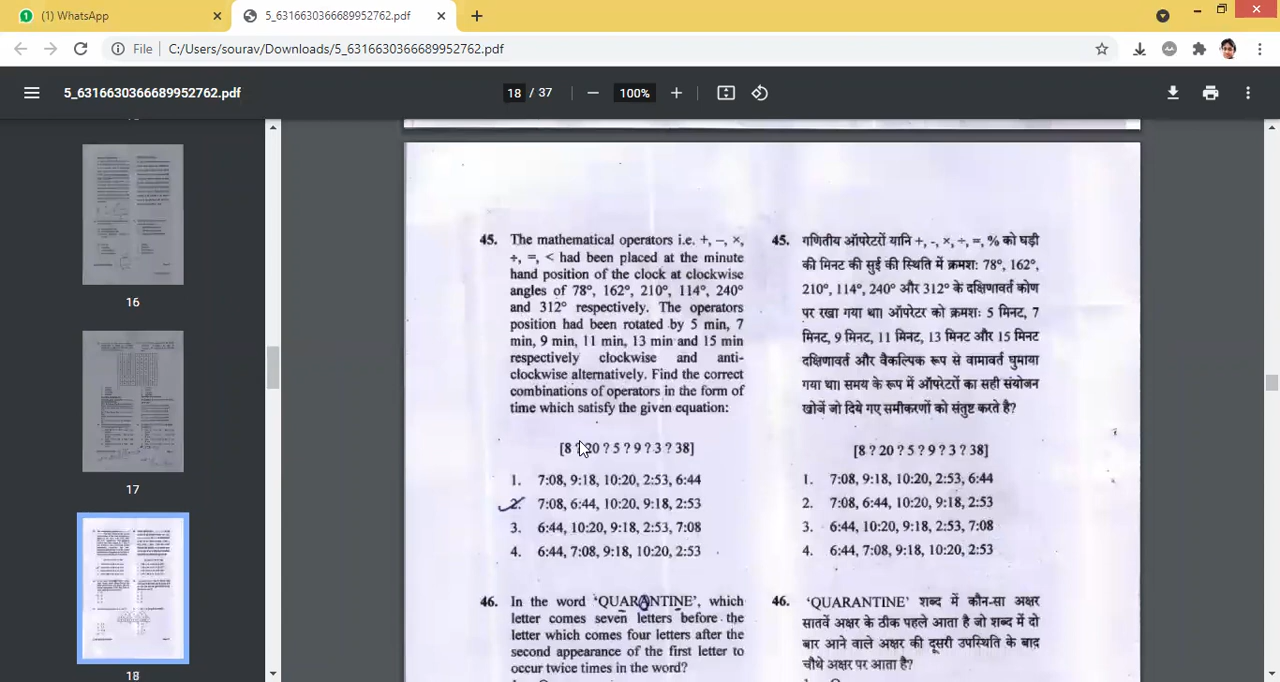 (1) WhatsApp
5_6316630366689952762.pdf
File
C:/Users/sourav/Downloads/5_6316630366689952762.pdf
5_6316630366689952762.pdf
18 / 37
100%
16
17
18
45. The mathematical operators i.e. +, –, ×,
÷, =, < had been placed at the minute
hand position of the clock at clockwise
angles of 78°, 162°, 210°, 114°, 240°
and 312° respectively. The operators
position had been rotated by 5 min, 7
min, 9 min, 11 min, 13 min and 15 min
respectively clockwise and anti-
clockwise alternatively. Find the correct
combinations of operators in the form of
time which satisfy the given equation:
[8 ? 20 ? 5 ? 9 ? 3 ? 38]
1. 7:08, 9:18, 10:20, 2:53, 6:44
2. 7:08, 6:44, 10:20, 9:18, 2:53
3. 6:44, 10:20, 9:18, 2:53, 7:08
4. 6:44, 7:08, 9:18, 10:20, 2:53
46. In the word 'QUARANTINE', which
letter comes seven letters before the
letter which comes four letters after the
second appearance of the first letter to
occur twice times in the word?
45. गणितीय ऑपरेटरों यानि +, -, ×, ÷, =, % को घड़ी
की मिनट की सुई की स्थिति में क्रमश: 78°, 162°,
210°, 114°, 240° और 312° के दक्षिणावर्त कोण
पर रखा गया था। ऑपरेटर को क्रमश: 5 मिनट, 7
मिनट, 9 मिनट, 11 मिनट, 13 मिनट और 15 मिनट
दक्षिणावर्त और वैकल्पिक रूप से वामावर्त घुमाया
गया था। समय के रूप में ऑपरेटरों का सही संयोजन
खोजें जो दिये गए समीकरणों को संतुष्ट करते है?
[8 ? 20 ? 5 ? 9 ? 3 ? 38]
1. 7:08, 9:18, 10:20, 2:53, 6:44
2. 7:08, 6:44, 10:20, 9:18, 2:53
3. 6:44, 10:20, 9:18, 2:53, 7:08
4. 6:44, 7:08, 9:18, 10:20, 2:53
46. 'QUARANTINE' शब्द में कौन-सा अक्षर
सातवें अक्षर के ठीक पहले आता है जो शब्द में दो
बार आने वाले अक्षर की दूसरी उपस्थिति के बाद
चौथे अक्षर पर आता है?